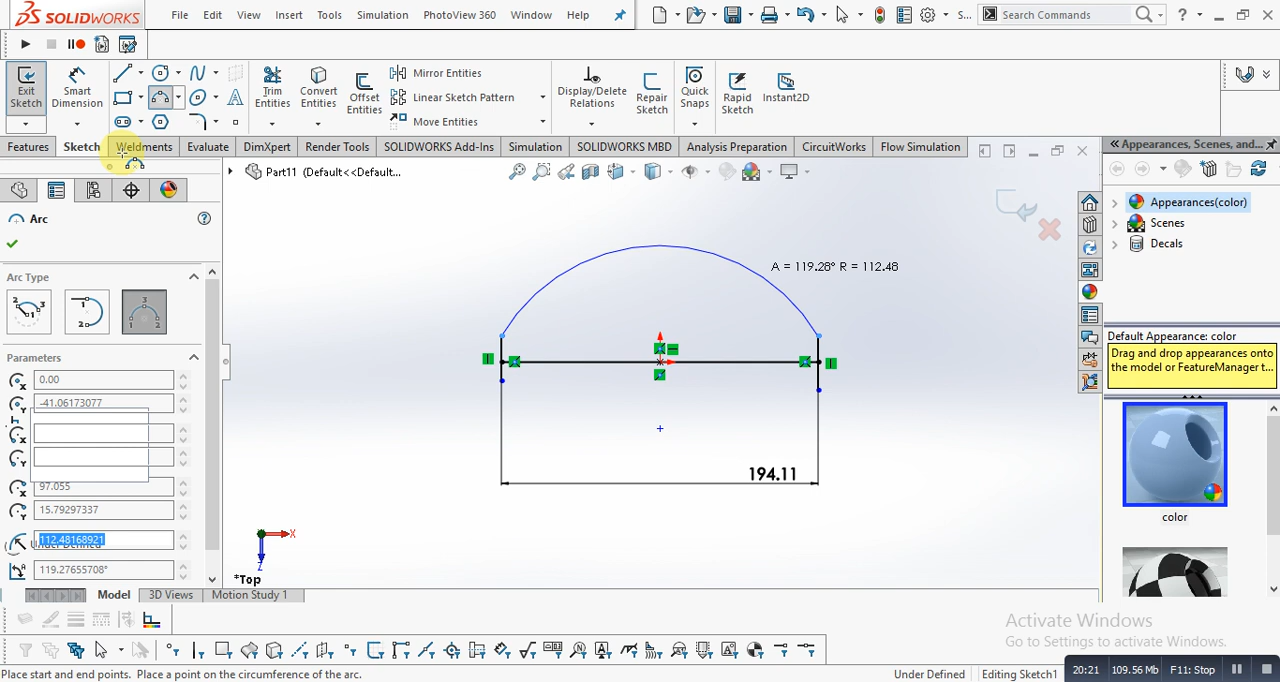 SOLIDWORKS File Edit View Insert Tools Simulation PhotoView 360 Window Help S... Search Commands
Exit Sketch Smart Dimension Trim Entities Convert Entities Offset Entities Mirror Entities Linear Sketch Pattern Move Entities Display/Delete Relations Repair Sketch Quick Snaps Rapid Sketch Instant2D
Features Sketch Weldments Evaluate DimXpert Render Tools SOLIDWORKS Add-Ins Simulation SOLIDWORKS MBD Analysis Preparation CircuitWorks Flow Simulation
Appearances, Scenes, and...
Part11 (Default<<Default...
Arc
Arc Type
Parameters
0.00
-41.06173077
97.055
15.79297337
112.48168921
119.27655708°
A = 119.28° R = 112.48
194.11
X
Z
*Top
Appearances(color)
Scenes
Decals
Default Appearance: color
Drag and drop appearances onto
the model or FeatureManager t...
color
Model 3D Views Motion Study 1
Activate Windows
Go to Settings to activate Windows.
Place start and end points. Place a point on the circumference of the arc.
Under Defined Editing Sketch1
20:21 109.56 Mb F11: Stop